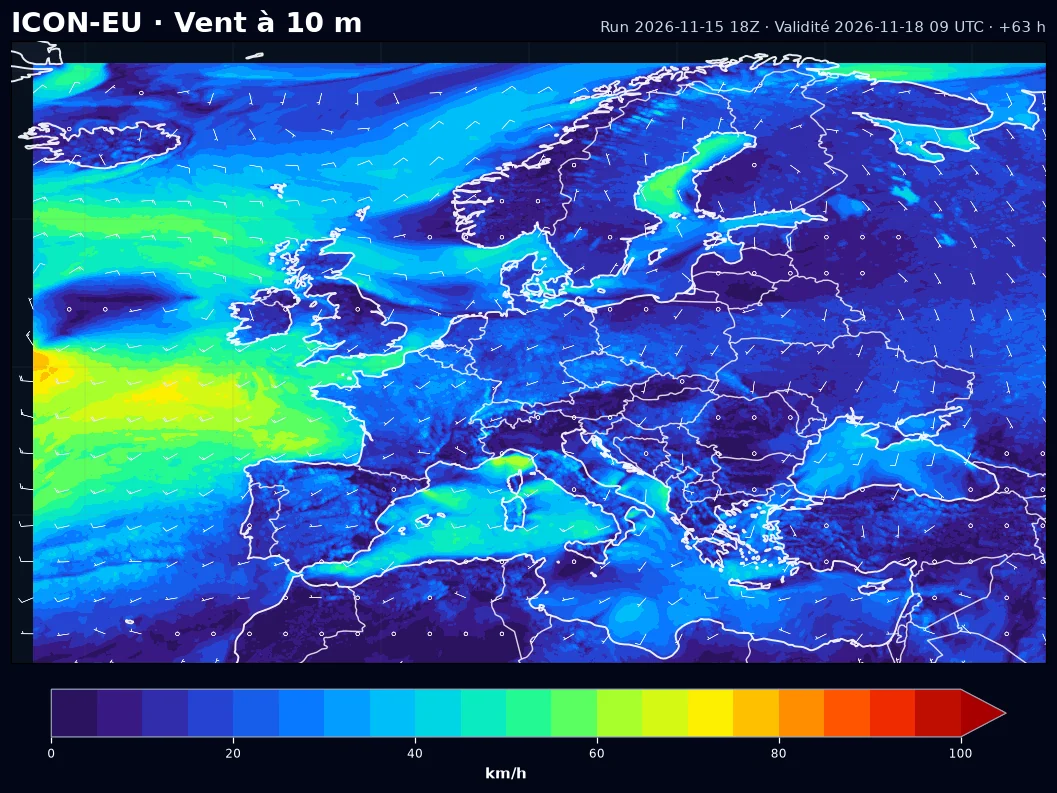 ICON-EU · Vent à 10 m
Run 2026-11-15 18Z · Validité 2026-11-18 09 UTC · +63 h
0 20 40 60 80 100
km/h